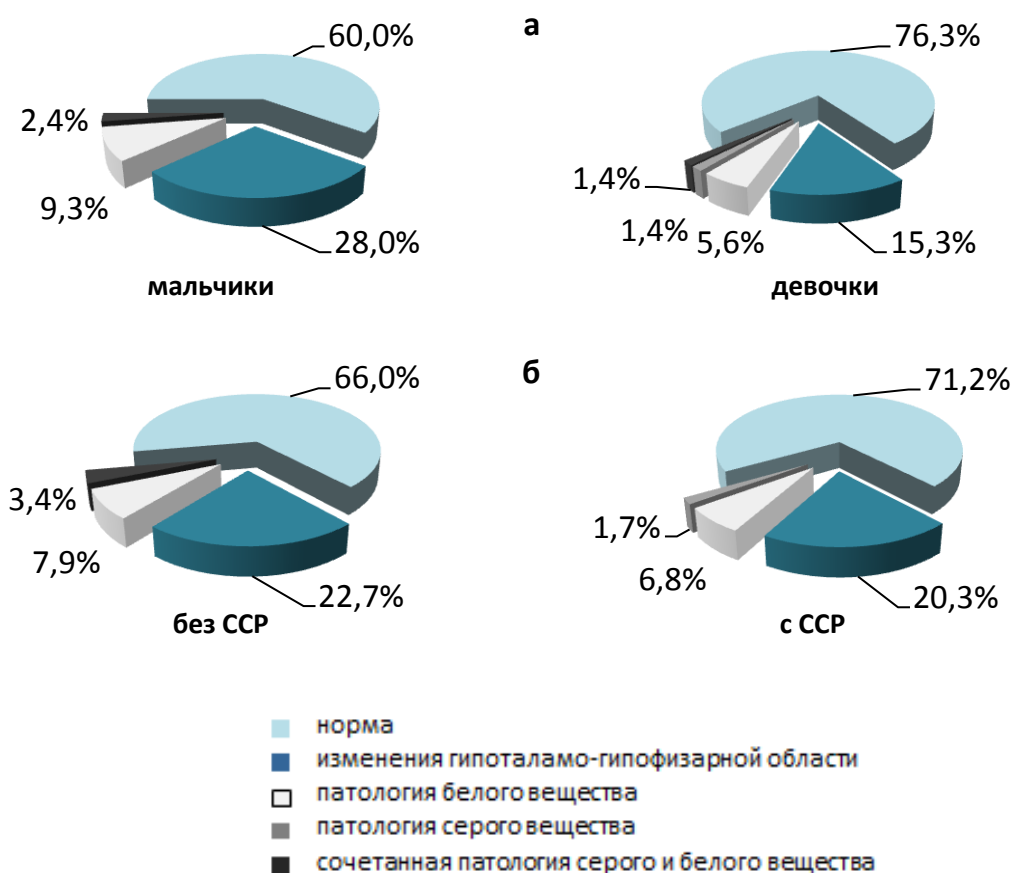 а
60,0%
76,3%
2,4%
9,3%
28,0%
1,4%
1,4%
5,6%
15,3%
мальчики
девочки
б
66,0%
71,2%
3,4%
7,9%
22,7%
1,7%
6,8%
20,3%
без ССР
с ССР
норма
изменения гипоталамо-гипофизарной области
патология белого вещества
патология серого вещества
сочетанная патология серого и белого вещества